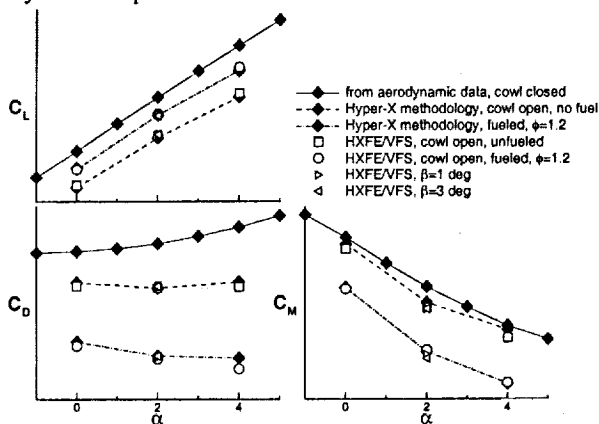 C_L
from aerodynamic data, cowl closed
Hyper-X methodology, cowl open, no fuel
Hyper-X methodology, fueled, ϕ=1.2
HXFE/VFS, cowl open, unfueled
HXFE/VFS, cowl open, fueled, ϕ=1.2
HXFE/VFS, β=1 deg
HXFE/VFS, β=3 deg
C_D
C_M
0 2 4
α
0 2 4
α